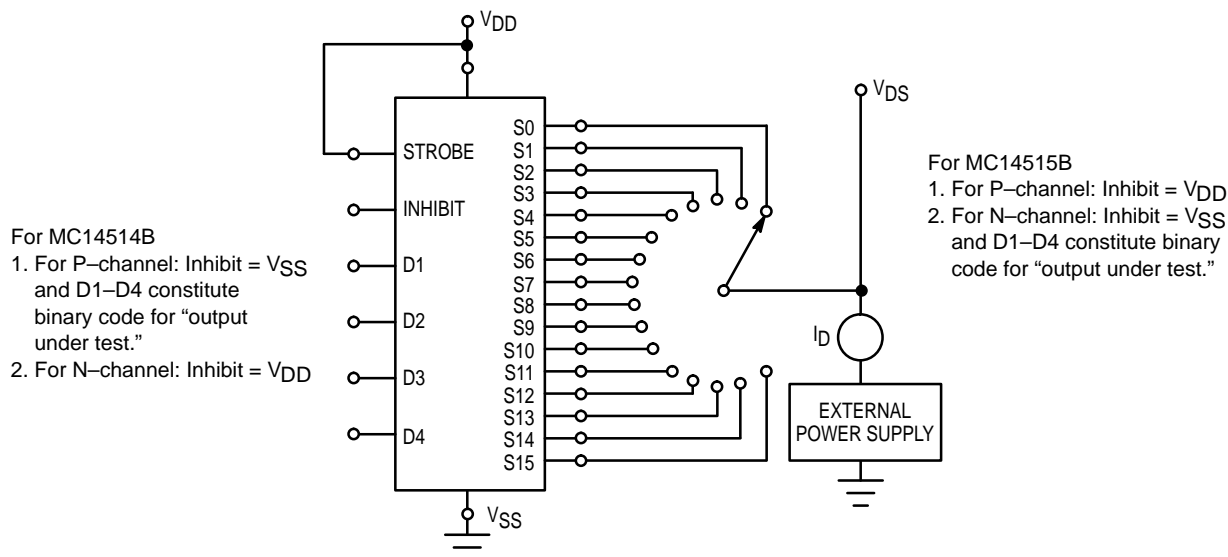 VDD
VDS
STROBE
INHIBIT
D1
D2
D3
D4
S0
S1
S2
S3
S4
S5
S6
S7
S8
S9
S10
S11
S12
S13
S14
S15
VSS
For MC14514B
1. For P–channel: Inhibit = VSS
and D1–D4 constitute
binary code for “output
under test.”
2. For N–channel: Inhibit = VDD
For MC14515B
1. For P–channel: Inhibit = VDD
2. For N–channel: Inhibit = VSS
and D1–D4 constitute binary
code for “output under test.”
ID
EXTERNAL
POWER SUPPLY